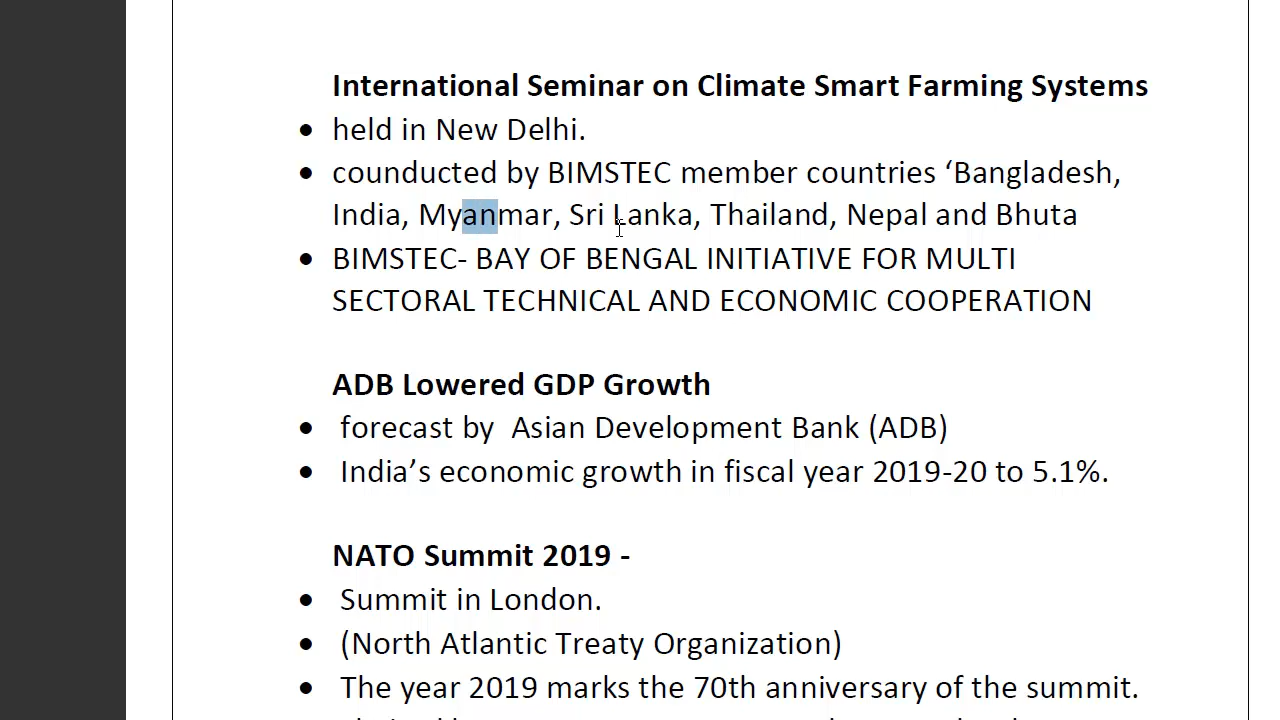 International Seminar on Climate Smart Farming Systems
• held in New Delhi.
• counducted by BIMSTEC member countries ‘Bangladesh,
India, Myanmar, Sri Lanka, Thailand, Nepal and Bhuta
• BIMSTEC- BAY OF BENGAL INITIATIVE FOR MULTI
SECTORAL TECHNICAL AND ECONOMIC COOPERATION
ADB Lowered GDP Growth
• forecast by  Asian Development Bank (ADB)
• India’s economic growth in fiscal year 2019-20 to 5.1%.
NATO Summit 2019 -
• Summit in London.
• (North Atlantic Treaty Organization)
• The year 2019 marks the 70th anniversary of the summit.